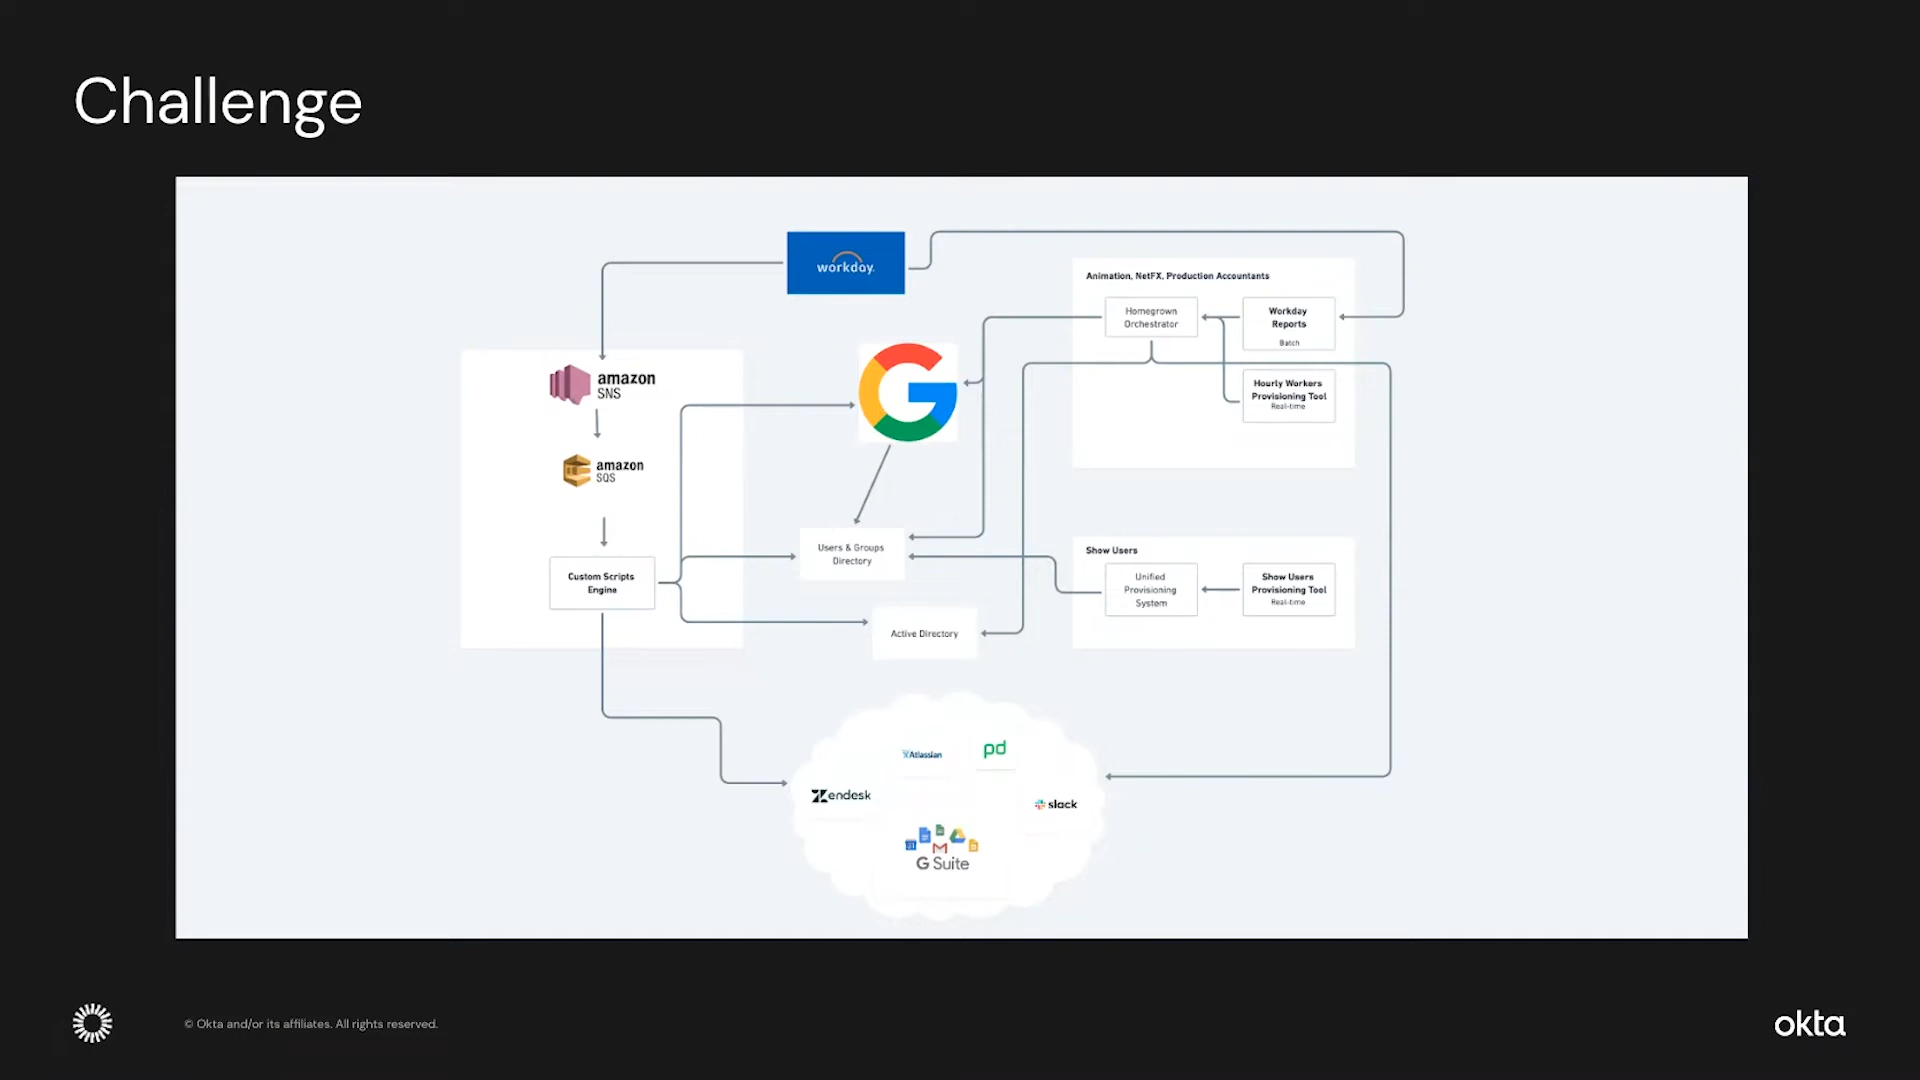 Challenge
workday.
Animation, NetFX, Production Accountants
Homegrown
Orchestrator
Workday
Reports
Batch
Hourly Workers
Provisioning Tool
Real-time
amazon
SNS
amazon
SQS
Custom Scripts
Engine
Users & Groups
Directory
Active Directory
Show Users
Unified
Provisioning
System
Show Users
Provisioning Tool
Real-time
Atlassian
pd
zendesk
slack
31
G Suite
© Okta and/or its affiliates. All rights reserved.
okta